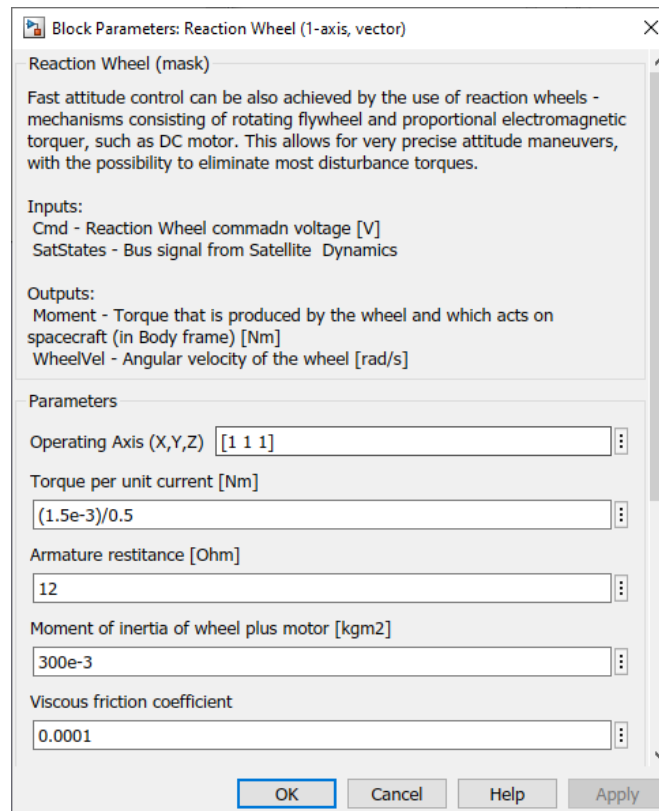 Block Parameters: Reaction Wheel (1-axis, vector)
Reaction Wheel (mask)
Fast attitude control can be also achieved by the use of reaction wheels -
mechanisms consisting of rotating flywheel and proportional electromagnetic
torquer, such as DC motor. This allows for very precise attitude maneuvers,
with the possibility to eliminate most disturbance torques.
Inputs:
Cmd - Reaction Wheel commadn voltage [V]
SatStates - Bus signal from Satellite  Dynamics
Outputs:
Moment - Torque that is produced by the wheel and which acts on
spacecraft (in Body frame) [Nm]
WheelVel - Angular velocity of the wheel [rad/s]
Parameters
Operating Axis (X,Y,Z) [1 1 1]
Torque per unit current [Nm]
(1.5e-3)/0.5
Armature restitance [Ohm]
12
Moment of inertia of wheel plus motor [kgm2]
300e-3
Viscous friction coefficient
0.0001
OK Cancel Help Apply